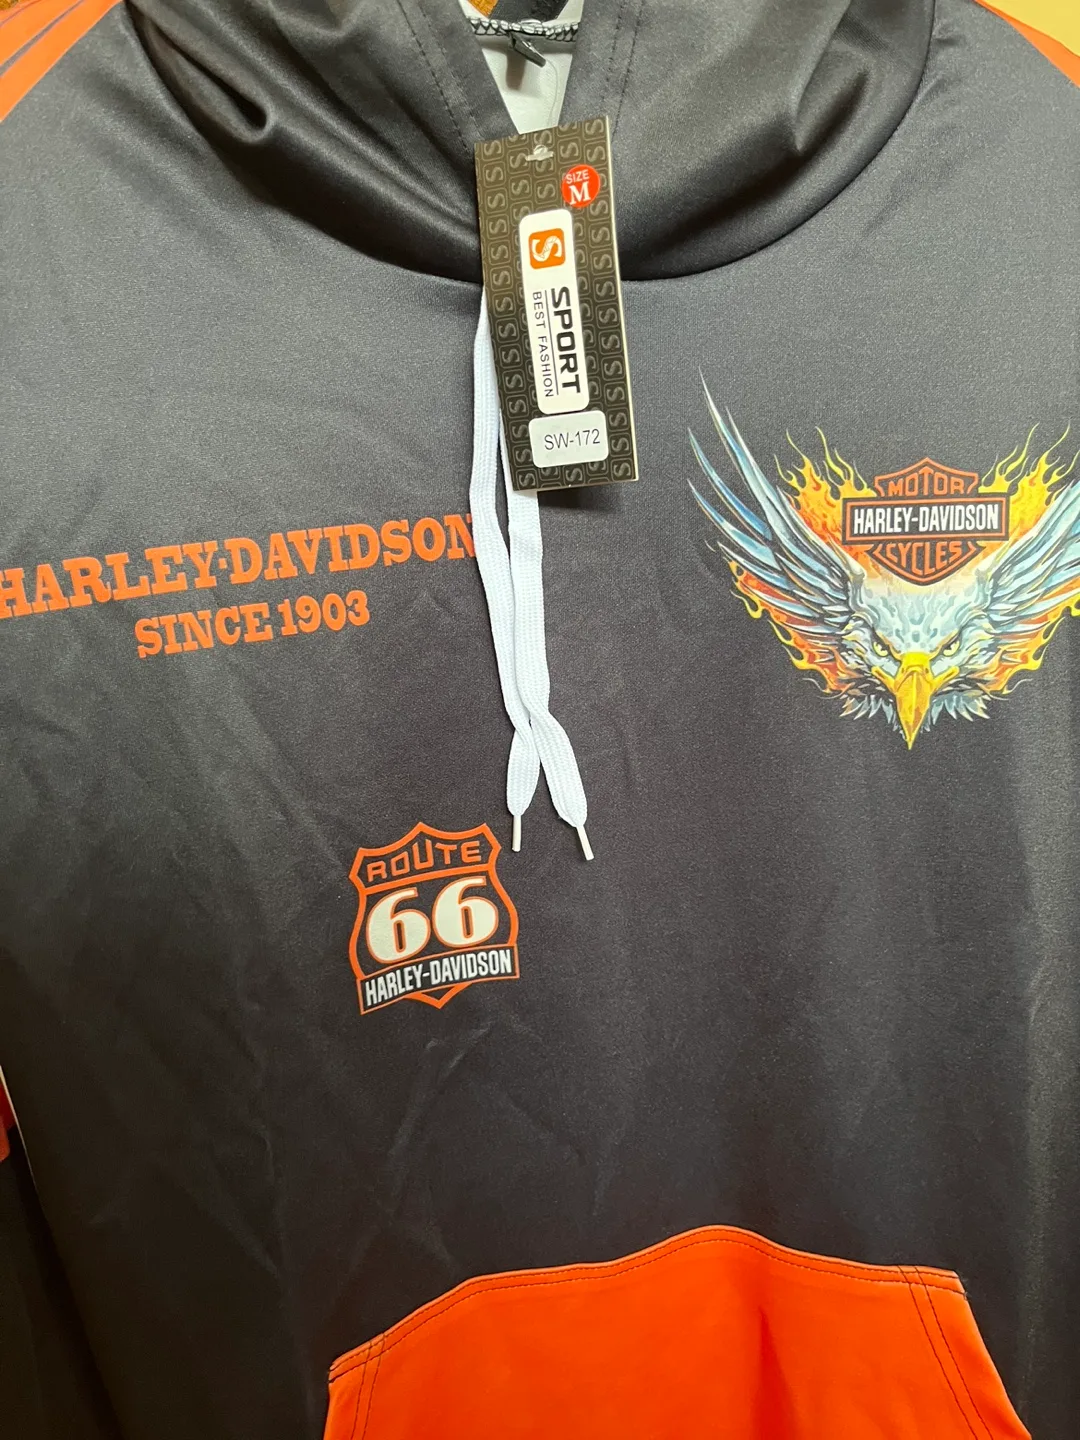 SIZE
M
S
SPORT
BEST FASHION
SW-172
HARLEY-DAVIDSON
SINCE 1903
MOTOR
HARLEY-DAVIDSON
CYCLES
ROUTE
66
HARLEY-DAVIDSON